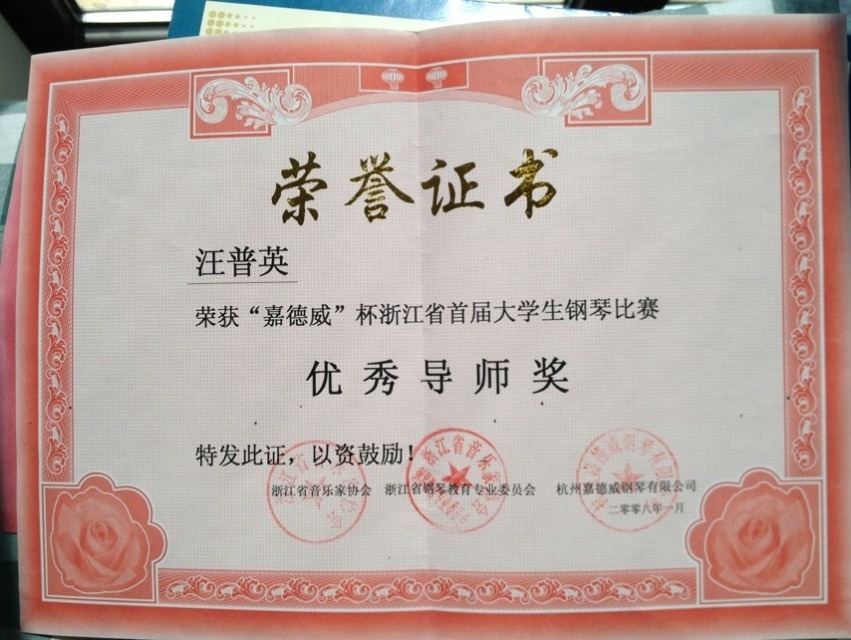 荣誉证书
汪普英
荣获“嘉德威”杯浙江省首届大学生钢琴比赛
优秀导师奖
特发此证，以资鼓励！
浙江省音乐家协会 浙江省钢琴教育专业委员会 杭州嘉德威钢琴有限公司
二零零八年一月